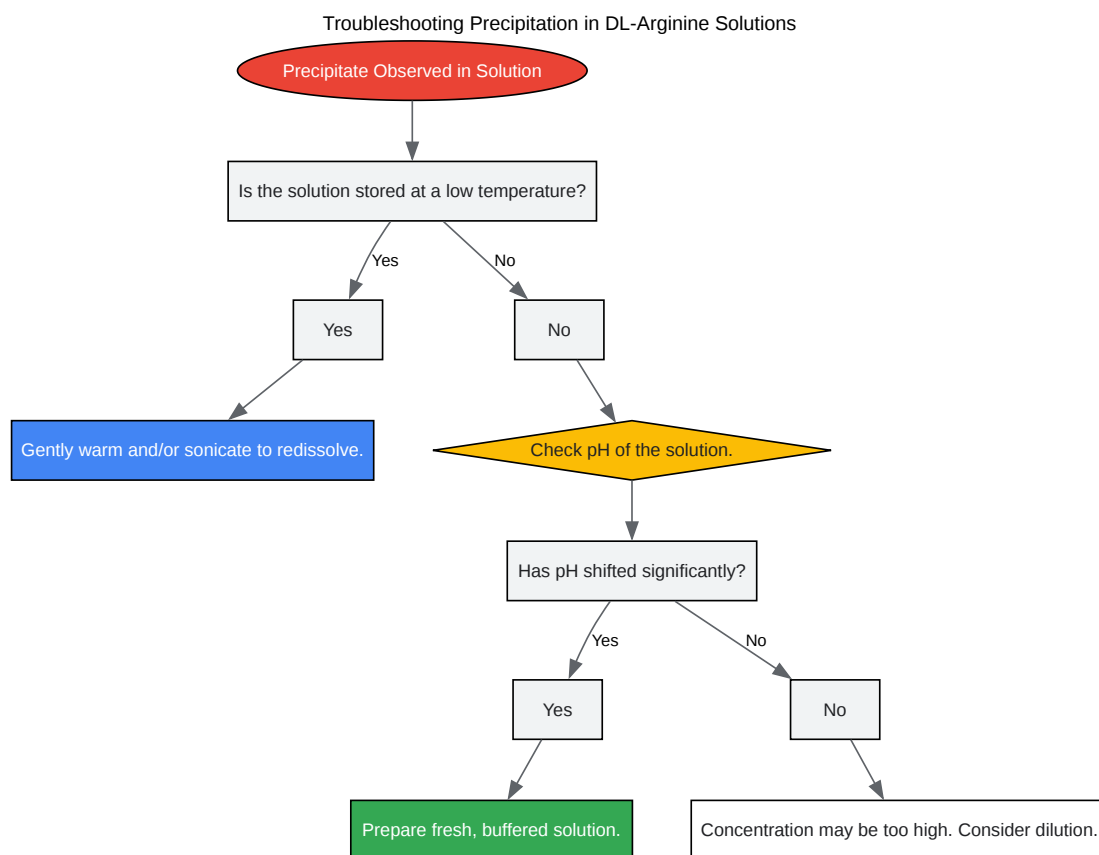 Troubleshooting Precipitation in DL-Arginine Solutions
Precipitate Observed in Solution
Is the solution stored at a low temperature?
Yes
No
Yes
No
Gently warm and/or sonicate to redissolve.
Check pH of the solution.
Has pH shifted significantly?
Yes
No
Yes
No
Prepare fresh, buffered solution.
Concentration may be too high. Consider dilution.